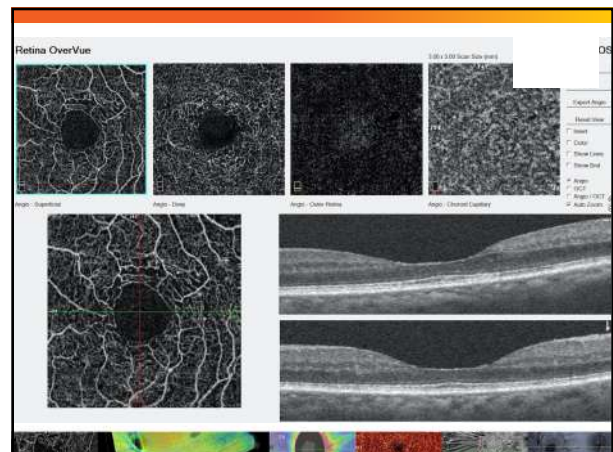 Retina OverVue
OS
3.00 x 3.00 Scan Size (mm)
Export Angio
Reset View
Invert
Color
Show Lines
Show Bnd
Angio
OCT
Angio / OCT
Auto Zoom
Angio - Superficial
Angio - Deep
Angio - Outer Retina
Angio - Choroid Capillary